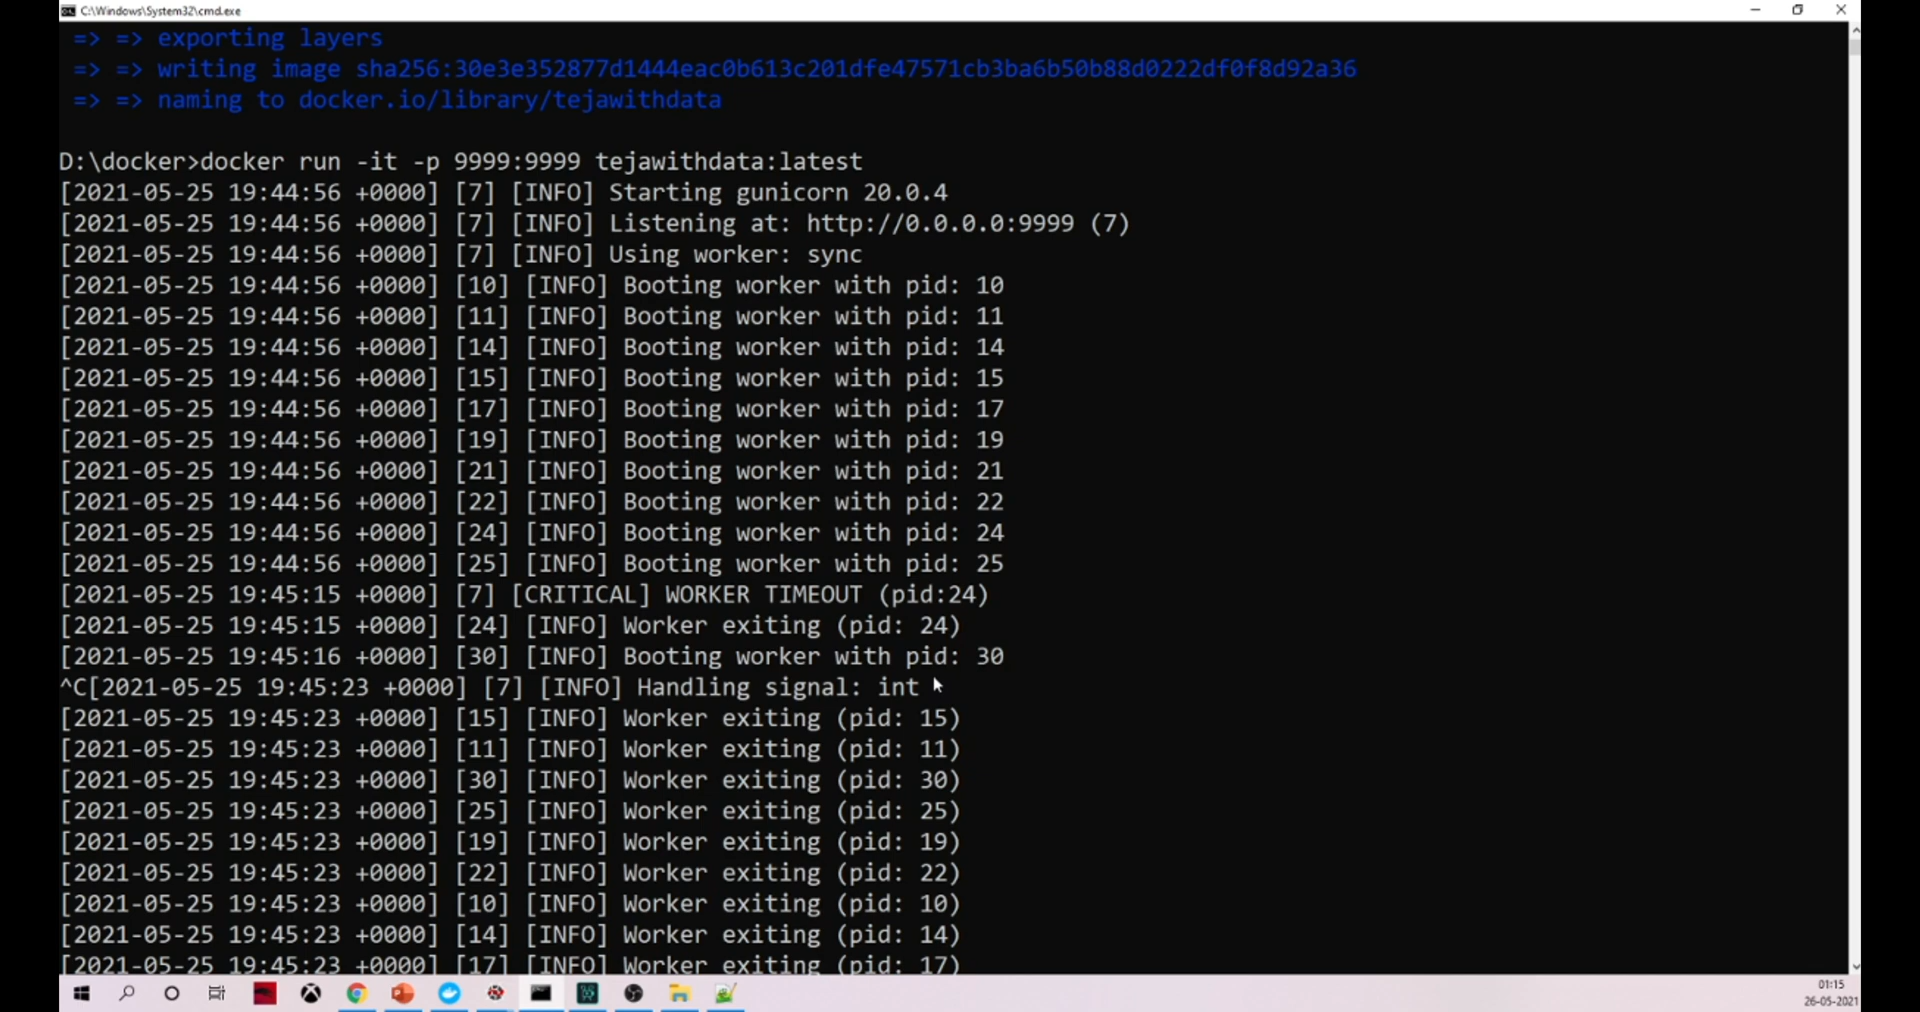 C:\Windows\System32\cmd.exe
=> => exporting layers
=> => writing image sha256:30e3e352877d1444eac0b613c201dfe47571cb3ba6b50b88d0222df0f8d92a36
=> => naming to docker.io/library/tejawithdata
D:\docker>docker run -it -p 9999:9999 tejawithdata:latest
[2021-05-25 19:44:56 +0000] [7] [INFO] Starting gunicorn 20.0.4
[2021-05-25 19:44:56 +0000] [7] [INFO] Listening at: http://0.0.0.0:9999 (7)
[2021-05-25 19:44:56 +0000] [7] [INFO] Using worker: sync
[2021-05-25 19:44:56 +0000] [10] [INFO] Booting worker with pid: 10
[2021-05-25 19:44:56 +0000] [11] [INFO] Booting worker with pid: 11
[2021-05-25 19:44:56 +0000] [14] [INFO] Booting worker with pid: 14
[2021-05-25 19:44:56 +0000] [15] [INFO] Booting worker with pid: 15
[2021-05-25 19:44:56 +0000] [17] [INFO] Booting worker with pid: 17
[2021-05-25 19:44:56 +0000] [19] [INFO] Booting worker with pid: 19
[2021-05-25 19:44:56 +0000] [21] [INFO] Booting worker with pid: 21
[2021-05-25 19:44:56 +0000] [22] [INFO] Booting worker with pid: 22
[2021-05-25 19:44:56 +0000] [24] [INFO] Booting worker with pid: 24
[2021-05-25 19:44:56 +0000] [25] [INFO] Booting worker with pid: 25
[2021-05-25 19:45:15 +0000] [7] [CRITICAL] WORKER TIMEOUT (pid:24)
[2021-05-25 19:45:15 +0000] [24] [INFO] Worker exiting (pid: 24)
[2021-05-25 19:45:16 +0000] [30] [INFO] Booting worker with pid: 30
^C[2021-05-25 19:45:23 +0000] [7] [INFO] Handling signal: int
[2021-05-25 19:45:23 +0000] [15] [INFO] Worker exiting (pid: 15)
[2021-05-25 19:45:23 +0000] [11] [INFO] Worker exiting (pid: 11)
[2021-05-25 19:45:23 +0000] [30] [INFO] Worker exiting (pid: 30)
[2021-05-25 19:45:23 +0000] [25] [INFO] Worker exiting (pid: 25)
[2021-05-25 19:45:23 +0000] [19] [INFO] Worker exiting (pid: 19)
[2021-05-25 19:45:23 +0000] [22] [INFO] Worker exiting (pid: 22)
[2021-05-25 19:45:23 +0000] [10] [INFO] Worker exiting (pid: 10)
[2021-05-25 19:45:23 +0000] [14] [INFO] Worker exiting (pid: 14)
[2021-05-25 19:45:23 +0000] [17] [INFO] Worker exiting (pid: 17)
01:15
26-05-2021